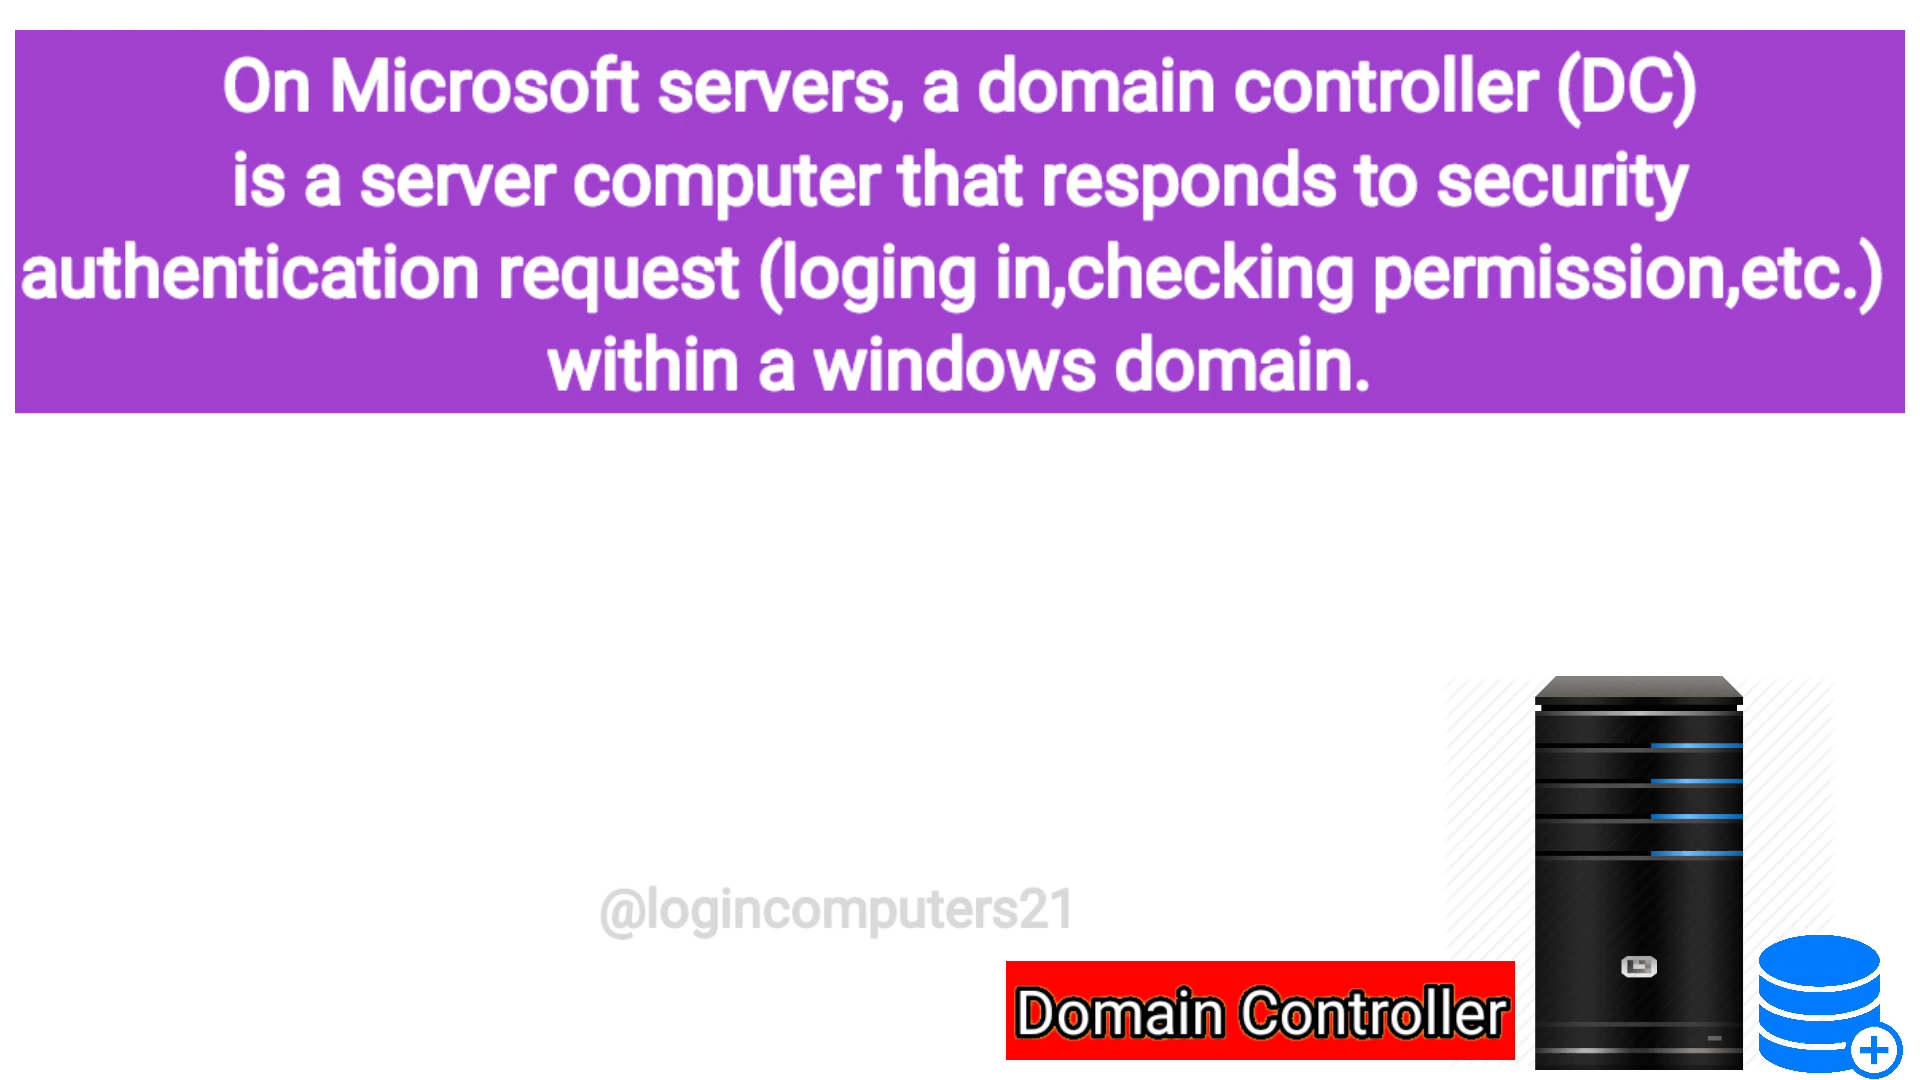 On Microsoft servers, a domain controller (DC)
is a server computer that responds to security
authentication request (loging in,checking permission,etc.)
within a windows domain.
@logincomputers21
Domain Controller